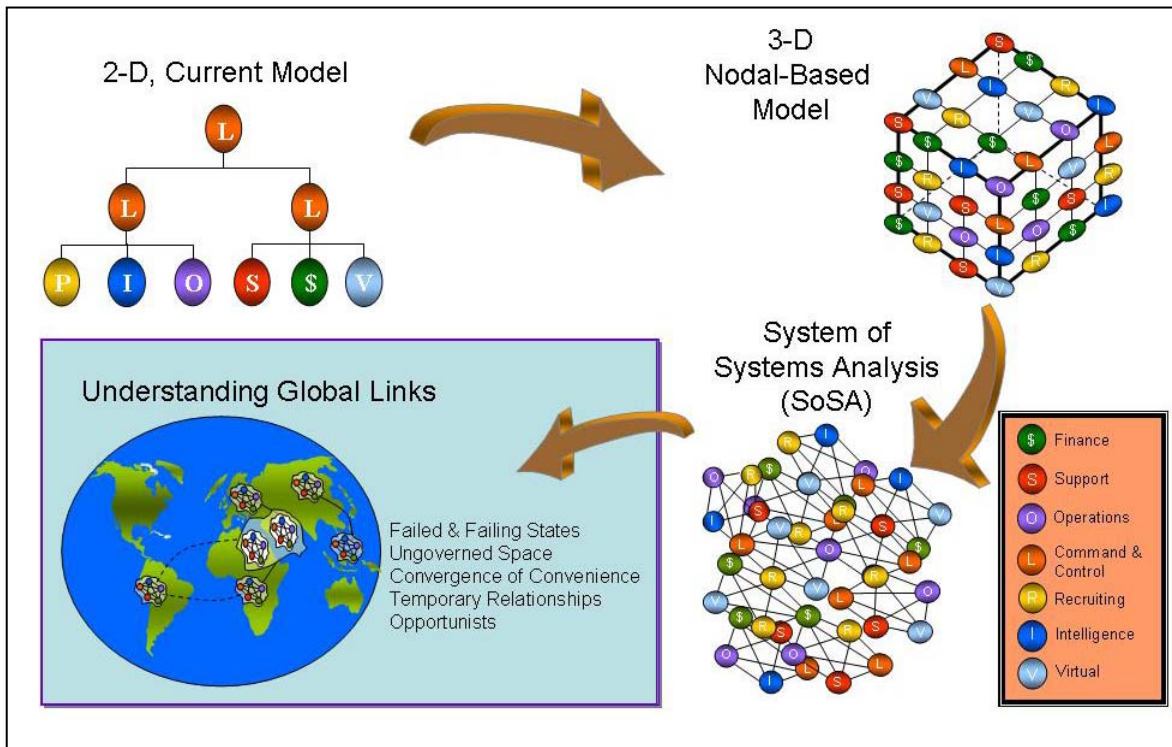 2-D, Current Model
L
L L
P I O S $ V
3-D
Nodal-Based
Model
S
$
L
R
I
I
V
V
R
O
S
$
L
$
I
L
V
R
O
R
S
$
S
I
V
S
L
O
$
$
O
R
I
R
S
V
System of
Systems Analysis
(SoSA)
I
R
O
$
L
I
O
R
V
$
V
I
S
V
R
L
R
S
$
L
O
$
R
R
V
V
L
O
$
R
S
$
R
S
V
O
O
L
L
I
S
$ Finance
S Support
O Operations
L Command &
Control
R Recruiting
I Intelligence
V Virtual
Understanding Global Links
Failed & Failing States
Ungoverned Space
Convergence of Convenience
Temporary Relationships
Opportunists